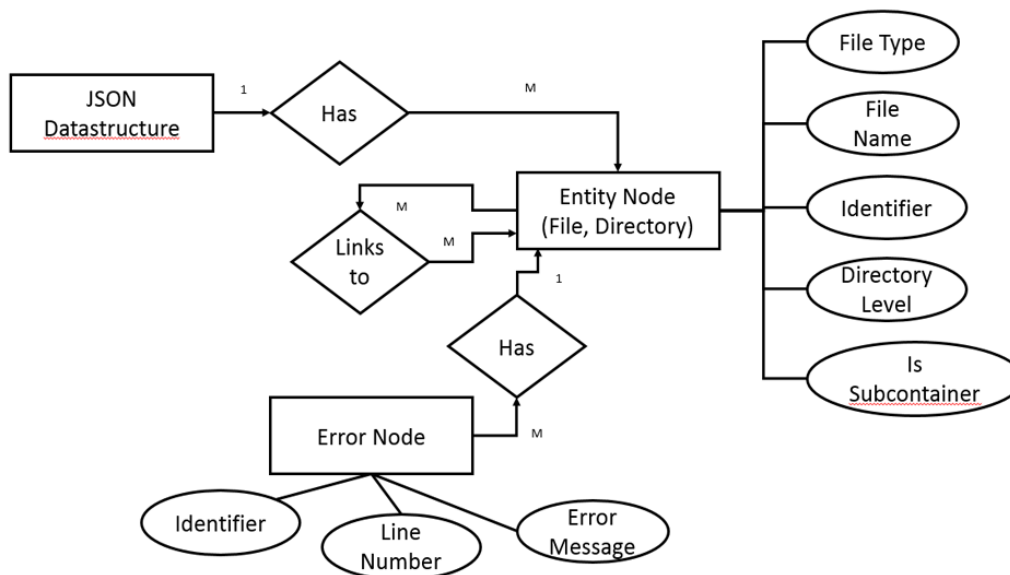 File Type
JSON
Datastructure
1
Has
M
File
Name
Entity Node
(File, Directory)
Identifier
M
Links
to
M
Directory
Level
1
Has
Is
Subcontainer
Error Node
M
Identifier
Line
Number
Error
Message